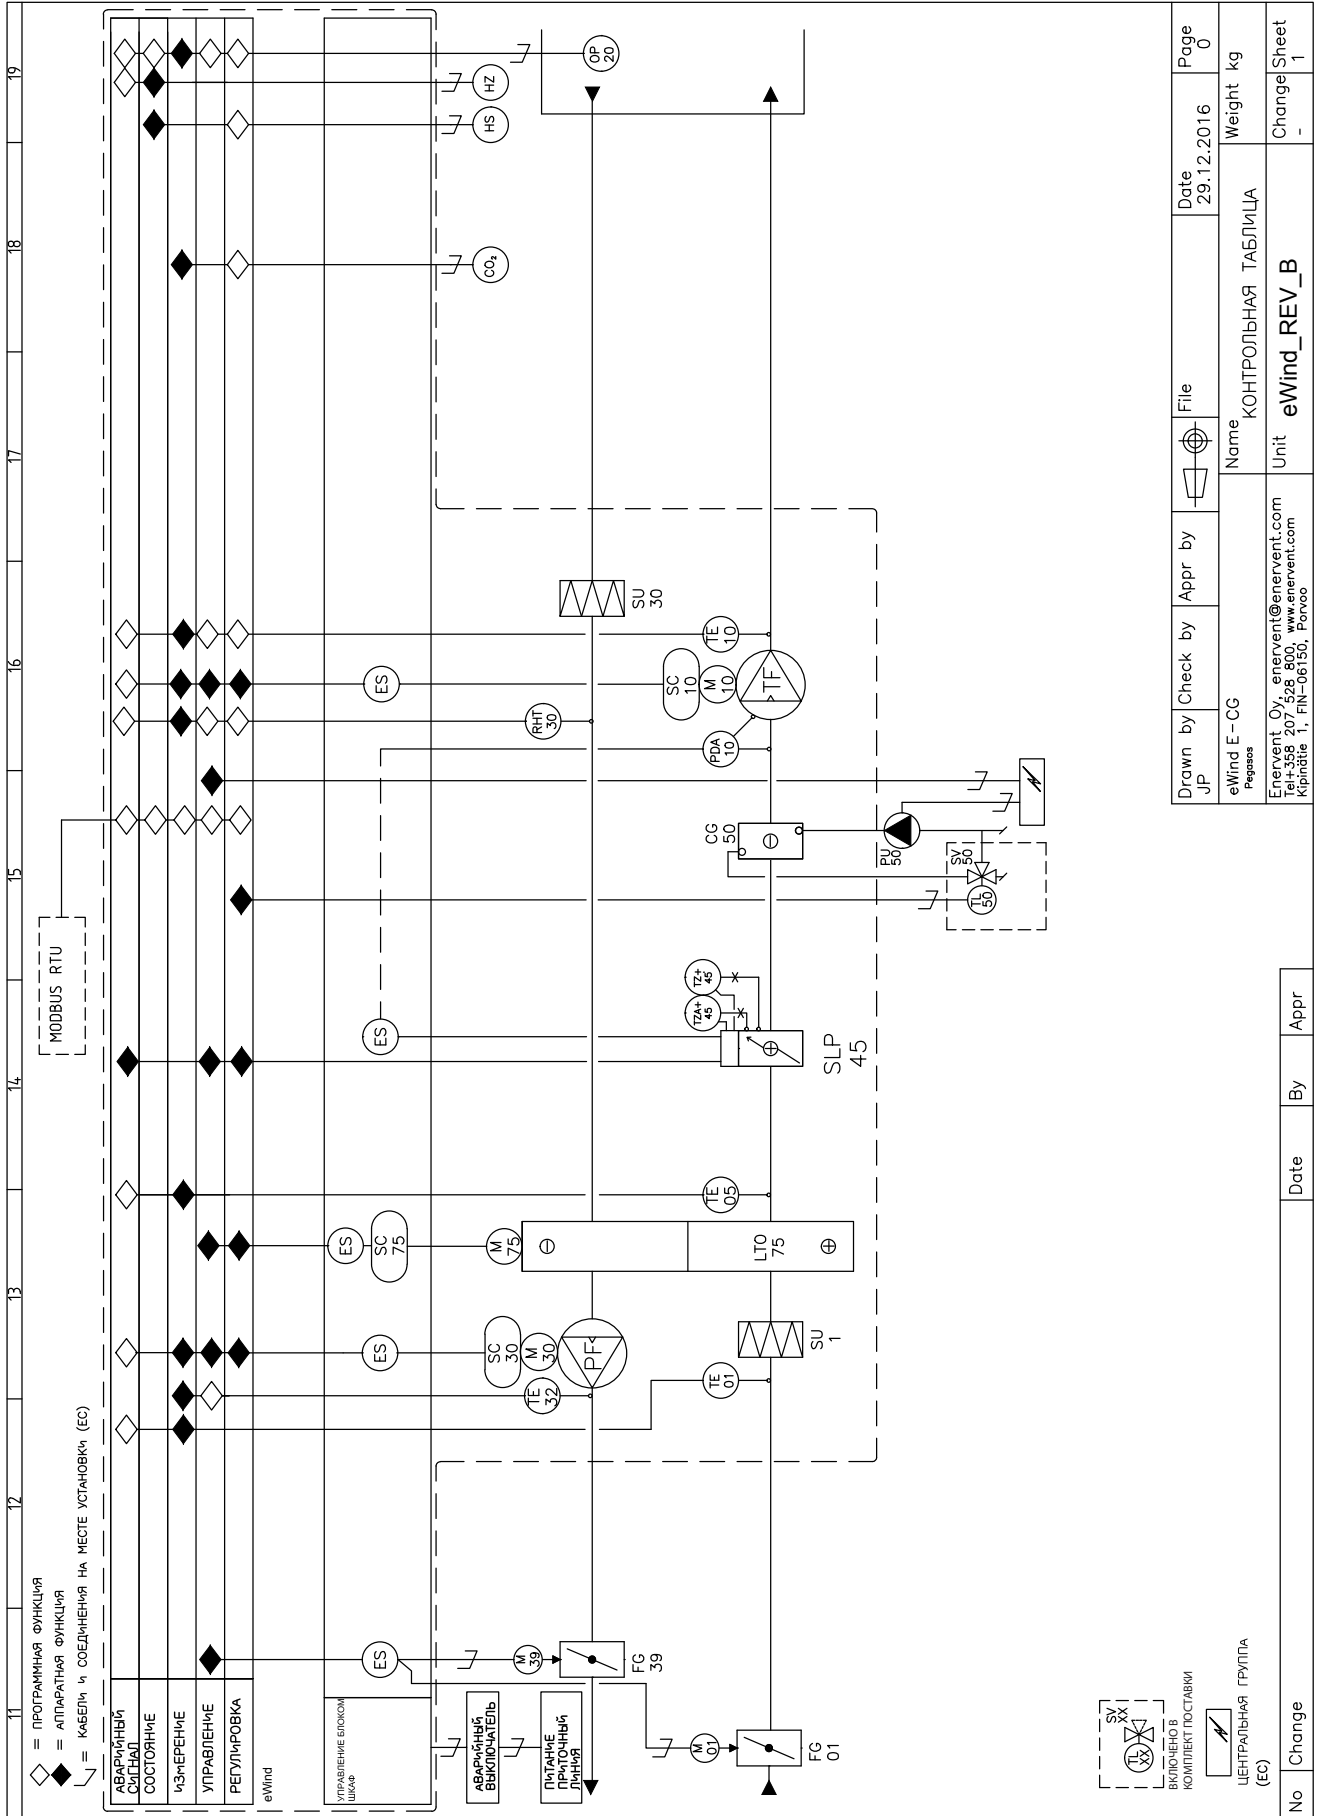 11
12
13
14
15
16
17
18
19
= ПРОГРАММНАЯ ФУНКЦИЯ
= АППАРАТНАЯ ФУНКЦИЯ
= КАБЕЛИ И СОЕДИНЕНИЯ НА МЕСТЕ УСТАНОВКИ (ЕС)
MODBUS RTU
АВАРИЙНЫЙ
СИГНАЛ
СОСТОЯНИЕ
ИЗМЕРЕНИЕ
УПРАВЛЕНИЕ
РЕГУЛИРОВКА
eWind
УПРАВЛЕНИЕ БЛОКОМ
ШКАФ
ES
ES
ES
ES
ES
SC
75
АВАРИЙНЫЙ
ВЫКЛЮЧАТЕЛЬ
ПИТАНИЕ
ПРИТОЧНЫЙ
ЛИНИЯ
M
39
FG
39
M
01
FG
01
TE
32
SC
30
M
30
PF
TE
01
SU
1
M
75
LTO
75
TE
05
TZA+
45
TZ+
45
SLP
45
CG
50
PU
50
SV
50
TL
50
RHT
30
PDA
10
SC
10
M
10
TF
TE
10
SU
30
CO₂
HS
HZ
OP
20
TL
XX
SV
XX
ВКЛЮЧЕНО В
КОМПЛЕКТ ПОСТАВКИ
ЦЕНТРАЛЬНАЯ ГРУППА
(ЕС)
No
Change
Date
By
Appr
Drawn by
JP
Check by
Appr by
File
Date
29.12.2016
Page
0
eWind E-CG
Pegasos
Name
КОНТРОЛЬНАЯ ТАБЛИЦА
Weight kg
Enervent Oy, enervent@enervent.com
Tel+358 207 528 800, www.enervent.com
Kipinätie 1, FIN-06150, Porvoo
Unit
eWind_REV_B
Change
-
Sheet
1